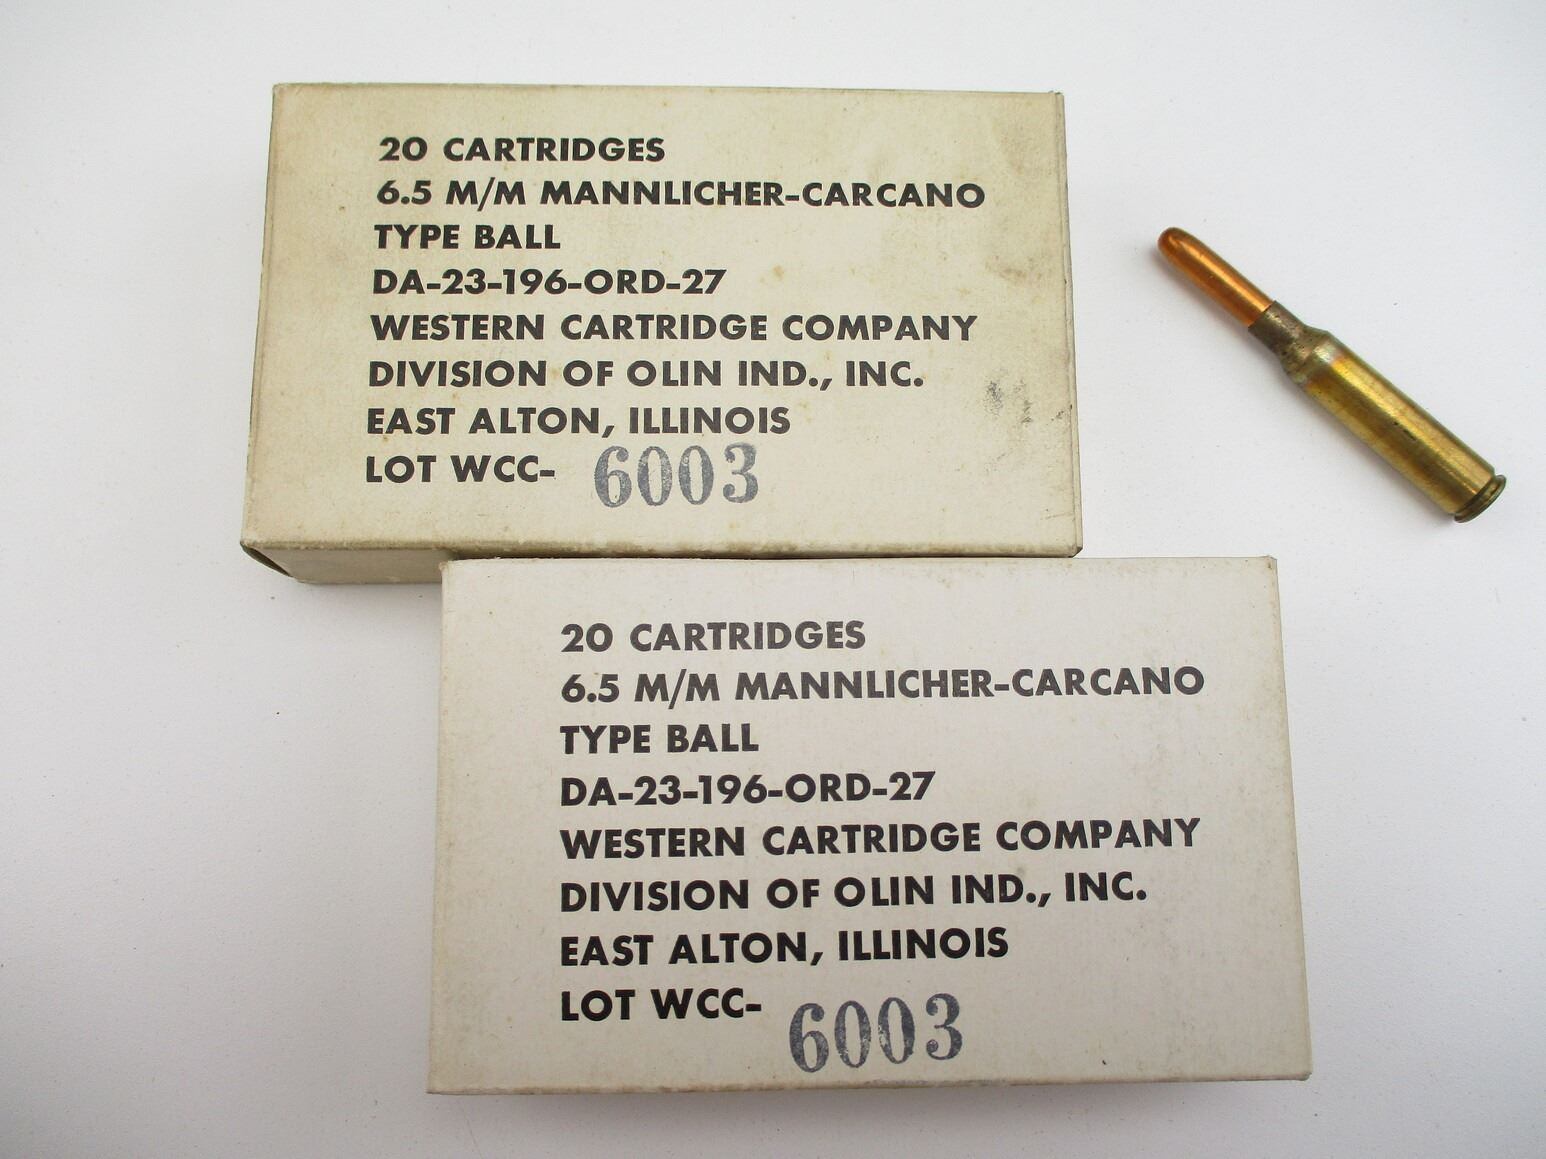 20 CARTRIDGES
6.5 M/M MANNLICHER-CARCANO
TYPE BALL
DA-23-196-ORD-27
WESTERN CARTRIDGE COMPANY
DIVISION OF OLIN IND., INC.
EAST ALTON, ILLINOIS
LOT WCC- 6003
20 CARTRIDGES
6.5 M/M MANNLICHER-CARCANO
TYPE BALL
DA-23-196-ORD-27
WESTERN CARTRIDGE COMPANY
DIVISION OF OLIN IND., INC.
EAST ALTON, ILLINOIS
LOT WCC- 6003